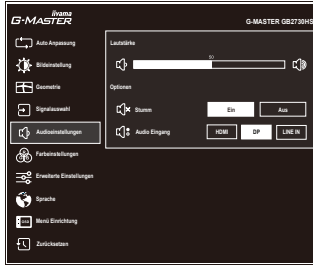 iiyama
G-MASTER
G-MASTER GB2730HS
Auto Anpassung
Bildeinstellung
Geometrie
Signalauswahl
Audioeinstellungen
Farbeinstellungen
Erweiterte Einstellungen
Sprache
OSD
Menü Einrichtung
Zurücksetzen
Lautstärke
50
Optionen
Stumm
Ein
Aus
Audio Eingang
HDMI
DP
LINE IN